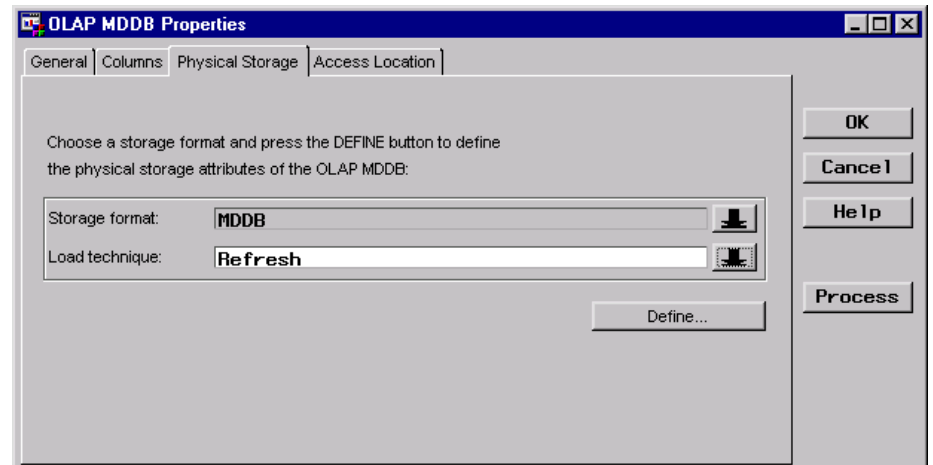 OLAP MDDB Properties
General Columns Physical Storage Access Location
Choose a storage format and press the DEFINE button to define
the physical storage attributes of the OLAP MDDB:
Storage format: MDDB
Load technique: Refresh
Define...
OK
Cancel
Help
Process